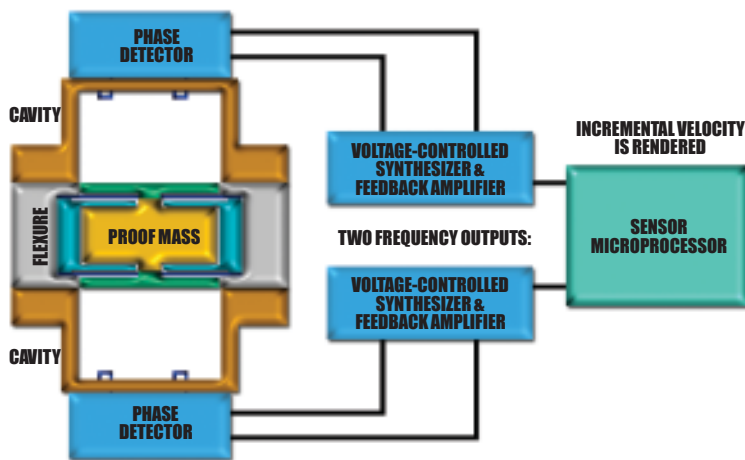 PHASE
DETECTOR
CAVITY
VOLTAGE-CONTROLLED
SYNTHESIZER &
FEEDBACK AMPLIFIER
INCREMENTAL VELOCITY
IS RENDERED
FLEXURE
PROOF MASS
TWO FREQUENCY OUTPUTS:
SENSOR
MICROPROCESSOR
VOLTAGE-CONTROLLED
SYNTHESIZER &
FEEDBACK AMPLIFIER
CAVITY
PHASE
DETECTOR